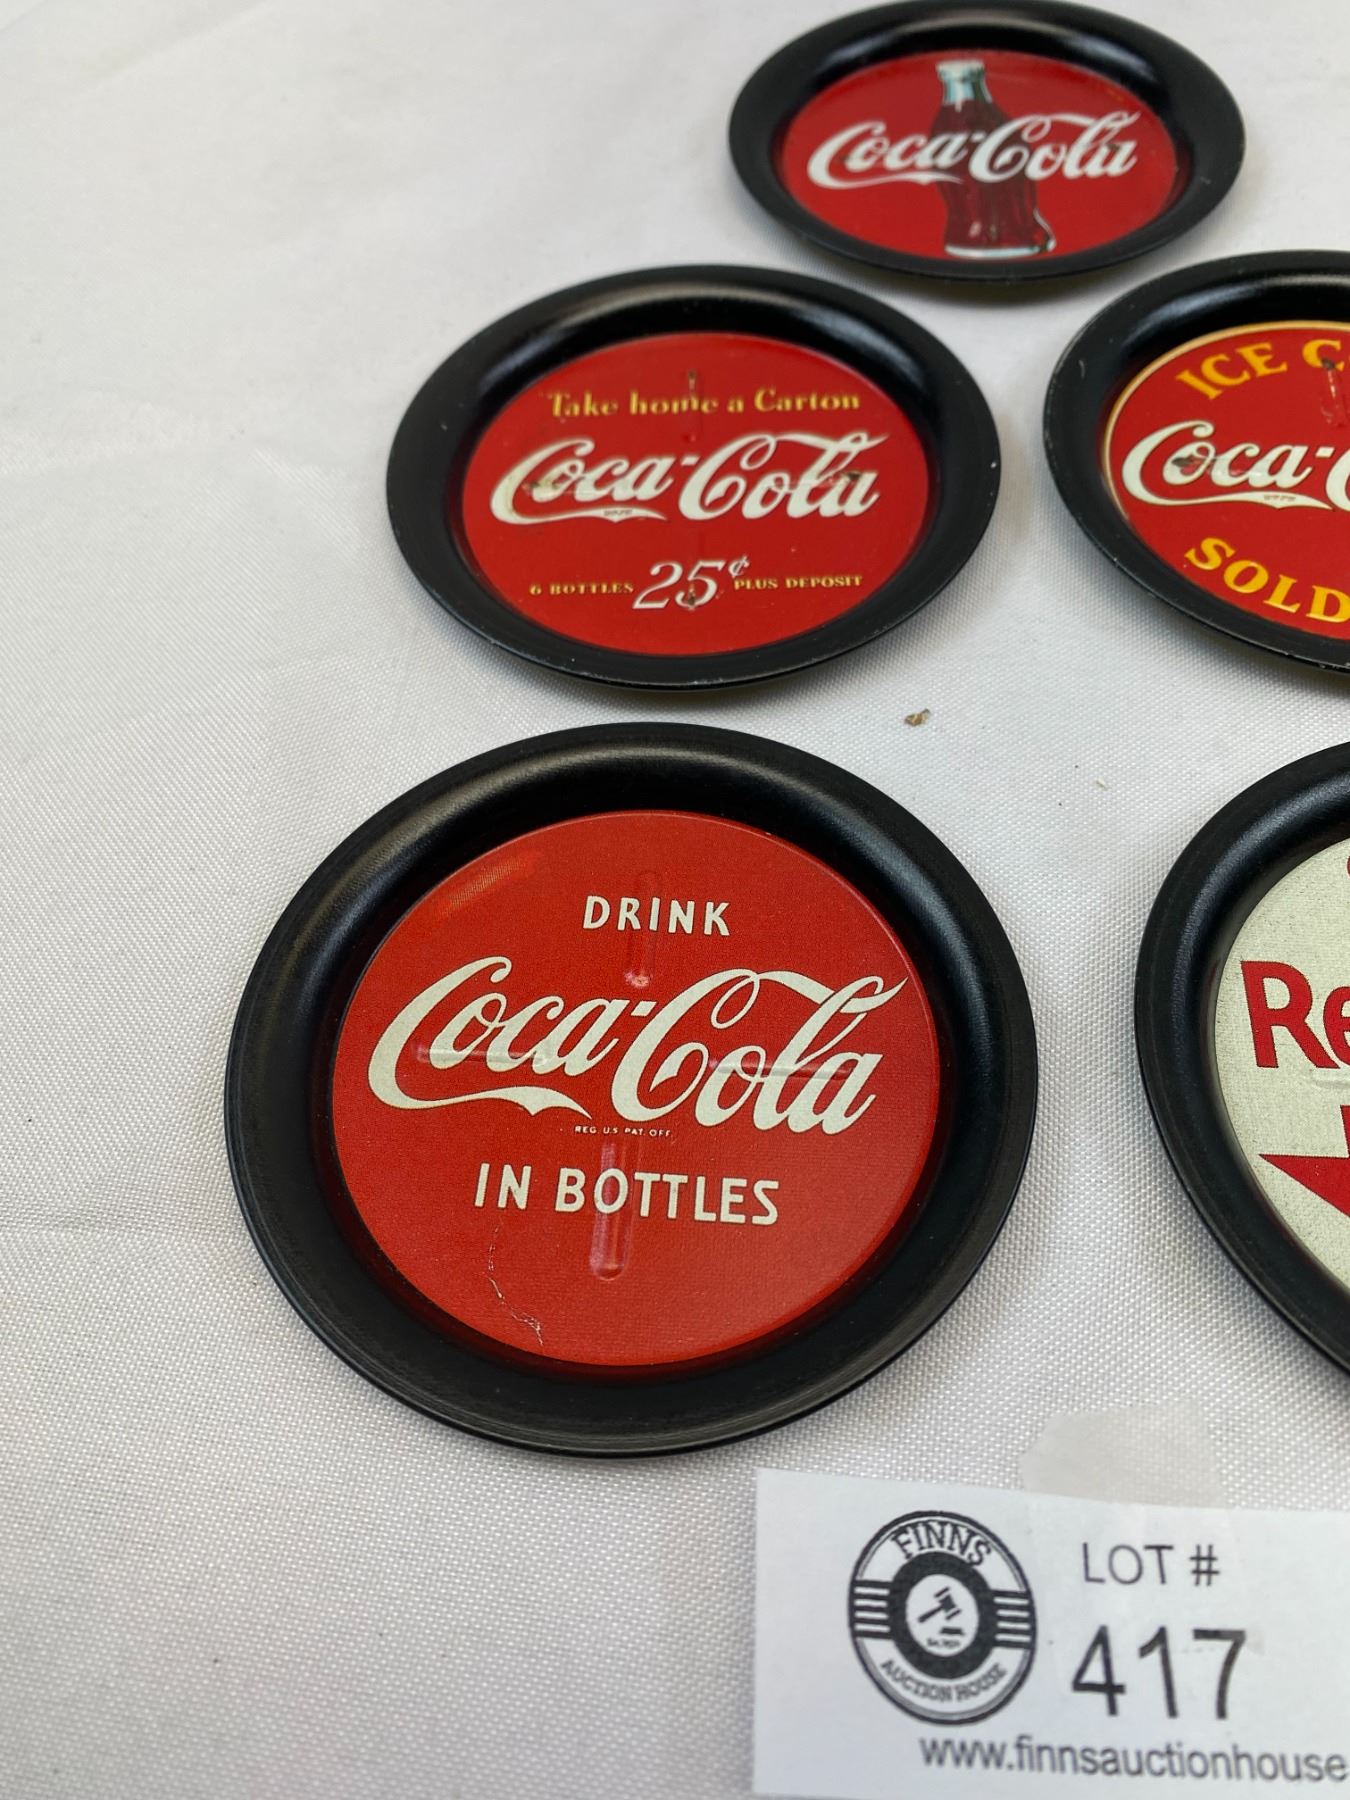 Coca-Cola
Take home a Carton
Coca-Cola
6 BOTTLES 25¢ PLUS DEPOSIT
ICE
Coca-
SOLD
DRINK
Coca-Cola
REG. U.S. PAT. OFF.
IN BOTTLES
Re
FINNS
AUCTION HOUSE
LOT #
417
www.finnsauctionhouse